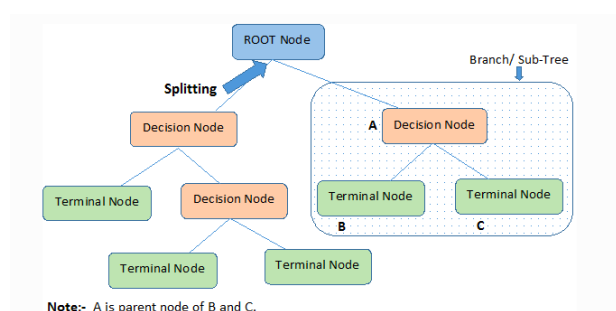 ROOT Node
Branch/ Sub-Tree
Splitting
Decision Node
A
Decision Node
Terminal Node
Decision Node
Terminal Node
Terminal Node
B
C
Terminal Node
Terminal Node
Note:- A is parent node of B and C.